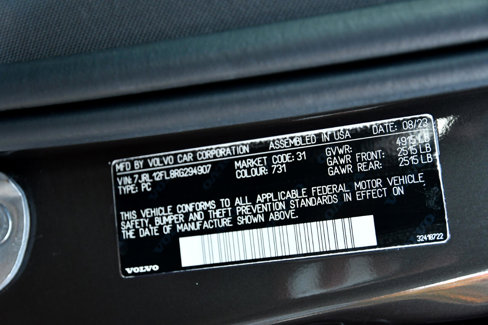 MFD BY VOLVO CAR CORPORATION ASSEMBLED IN USA DATE: 08/23
VIN: 7JRL12FL8RG294907 MARKET CODE: 31 GVWR: 4915LB
TYPE: PC COLOUR: 731 GAWR FRONT: 2515 LB
GAWR REAR: 2515 LB
THIS VEHICLE CONFORMS TO ALL APPLICABLE FEDERAL MOTOR VEHICLE
SAFETY, BUMPER AND THEFT PREVENTION STANDARDS IN EFFECT ON
THE DATE OF MANUFACTURE SHOWN ABOVE.
VOLVO 32418722